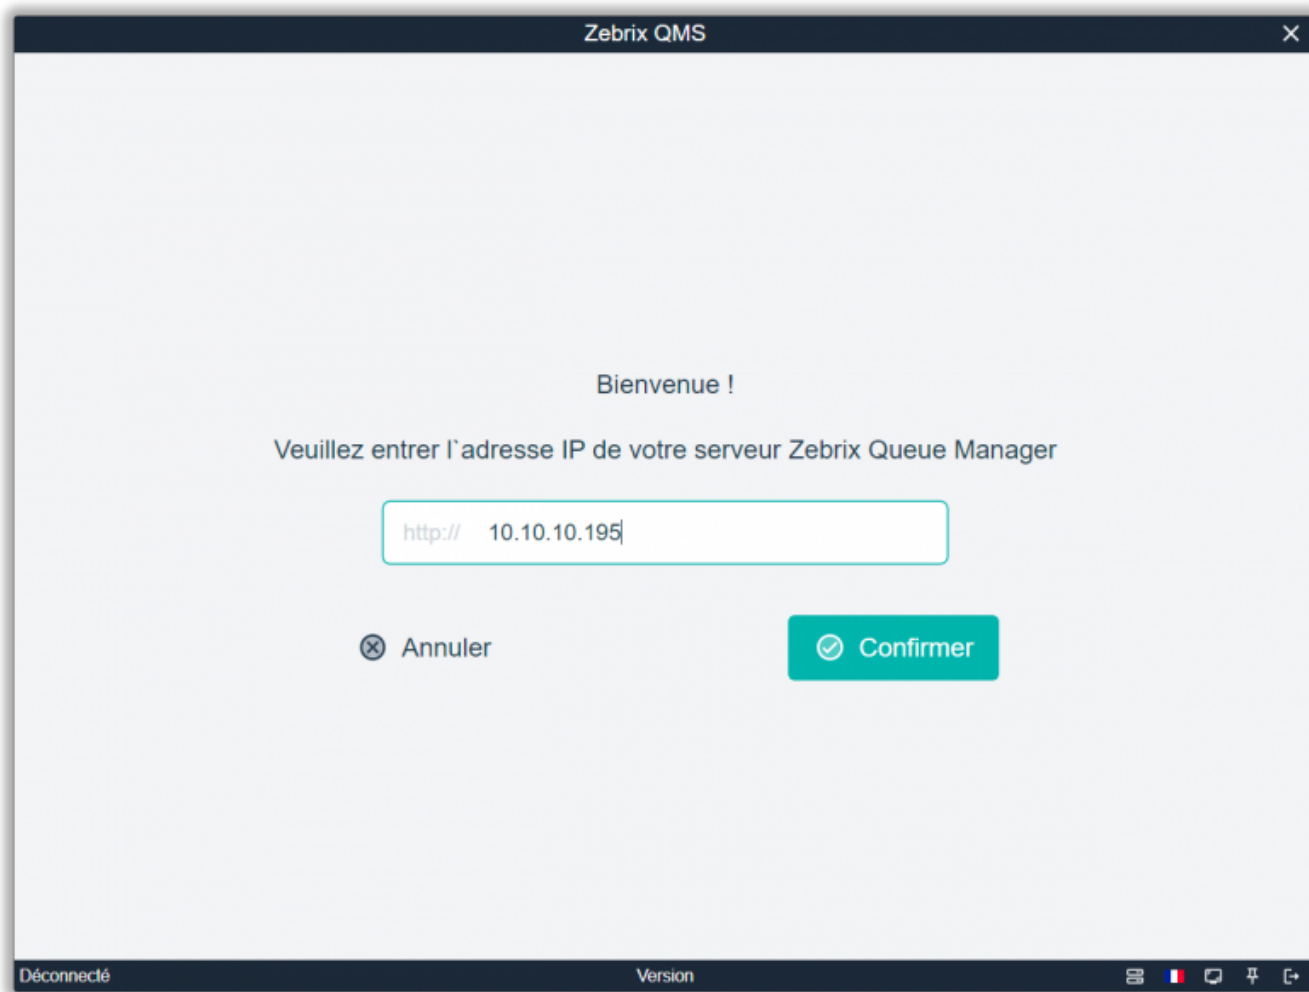 Zebrix QMS
Bienvenue !
Veuillez entrer l`adresse IP de votre serveur Zebrix Queue Manager
http:// 10.10.10.195
Annuler Confirmer
Déconnecté Version